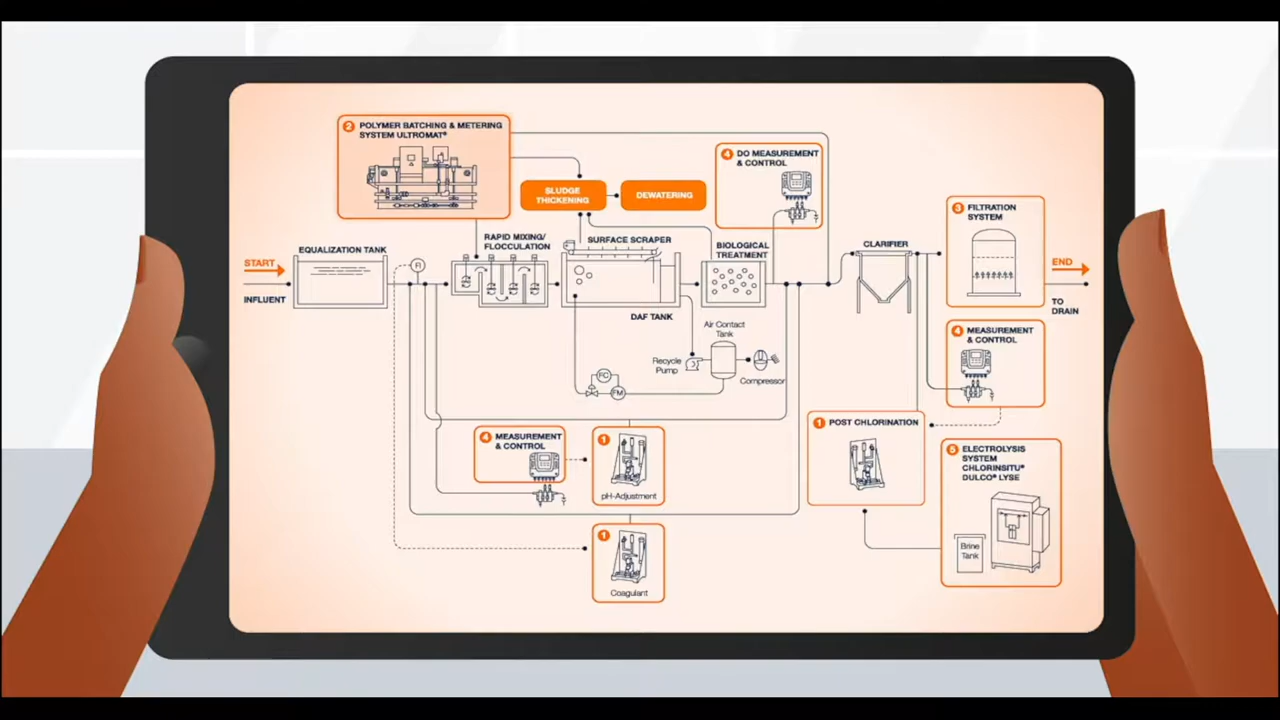 2 POLYMER BATCHING & METERING
SYSTEM ULTROMAT®
4 DO MEASUREMENT
& CONTROL
SLUDGE
THICKENING
DEWATERING
3 FILTRATION
SYSTEM
EQUALIZATION TANK
RAPID MIXING/
FLOCCULATION
SURFACE SCRAPER
BIOLOGICAL
TREATMENT
CLARIFIER
START
FI
END
INFLUENT
TO
DRAIN
DAF TANK
Air Contact
Tank
Recycle
Pump
Compressor
FC
FM
4 MEASUREMENT
& CONTROL
1 POST CHLORINATION
4 MEASUREMENT
& CONTROL
1
pH-Adjustment
5 ELECTROLYSIS
SYSTEM
CHLORINSITU®
DULCO® LYSE
Brine
Tank
1
Coagulant